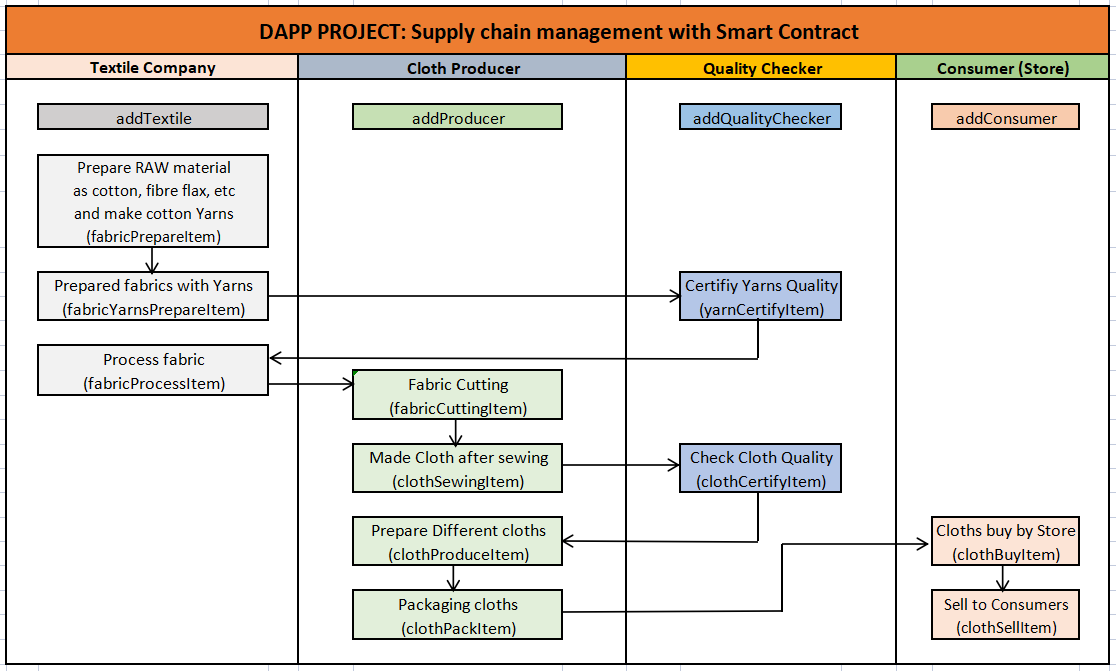 DAPP PROJECT: Supply chain management with Smart Contract
Textile Company
Cloth Producer
Quality Checker
Consumer (Store)
addTextile
addProducer
addQualityChecker
addConsumer
Prepare RAW material
as cotton, fibre flax, etc
and make cotton Yarns
(fabricPrepareItem)
Prepared fabrics with Yarns
(fabricYarnsPrepareItem)
Certifiy Yarns Quality
(yarnCertifyItem)
Process fabric
(fabricProcessItem)
Fabric Cutting
(fabricCuttingItem)
Made Cloth after sewing
(clothSewingItem)
Check Cloth Quality
(clothCertifyItem)
Prepare Different cloths
(clothProduceItem)
Cloths buy by Store
(clothBuyItem)
Packaging cloths
(clothPackItem)
Sell to Consumers
(clothSellItem)